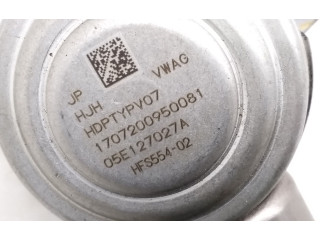 JP
VWAG
HJH
HDPTYPV07
1707200950081
05E127027A
HFS554-02